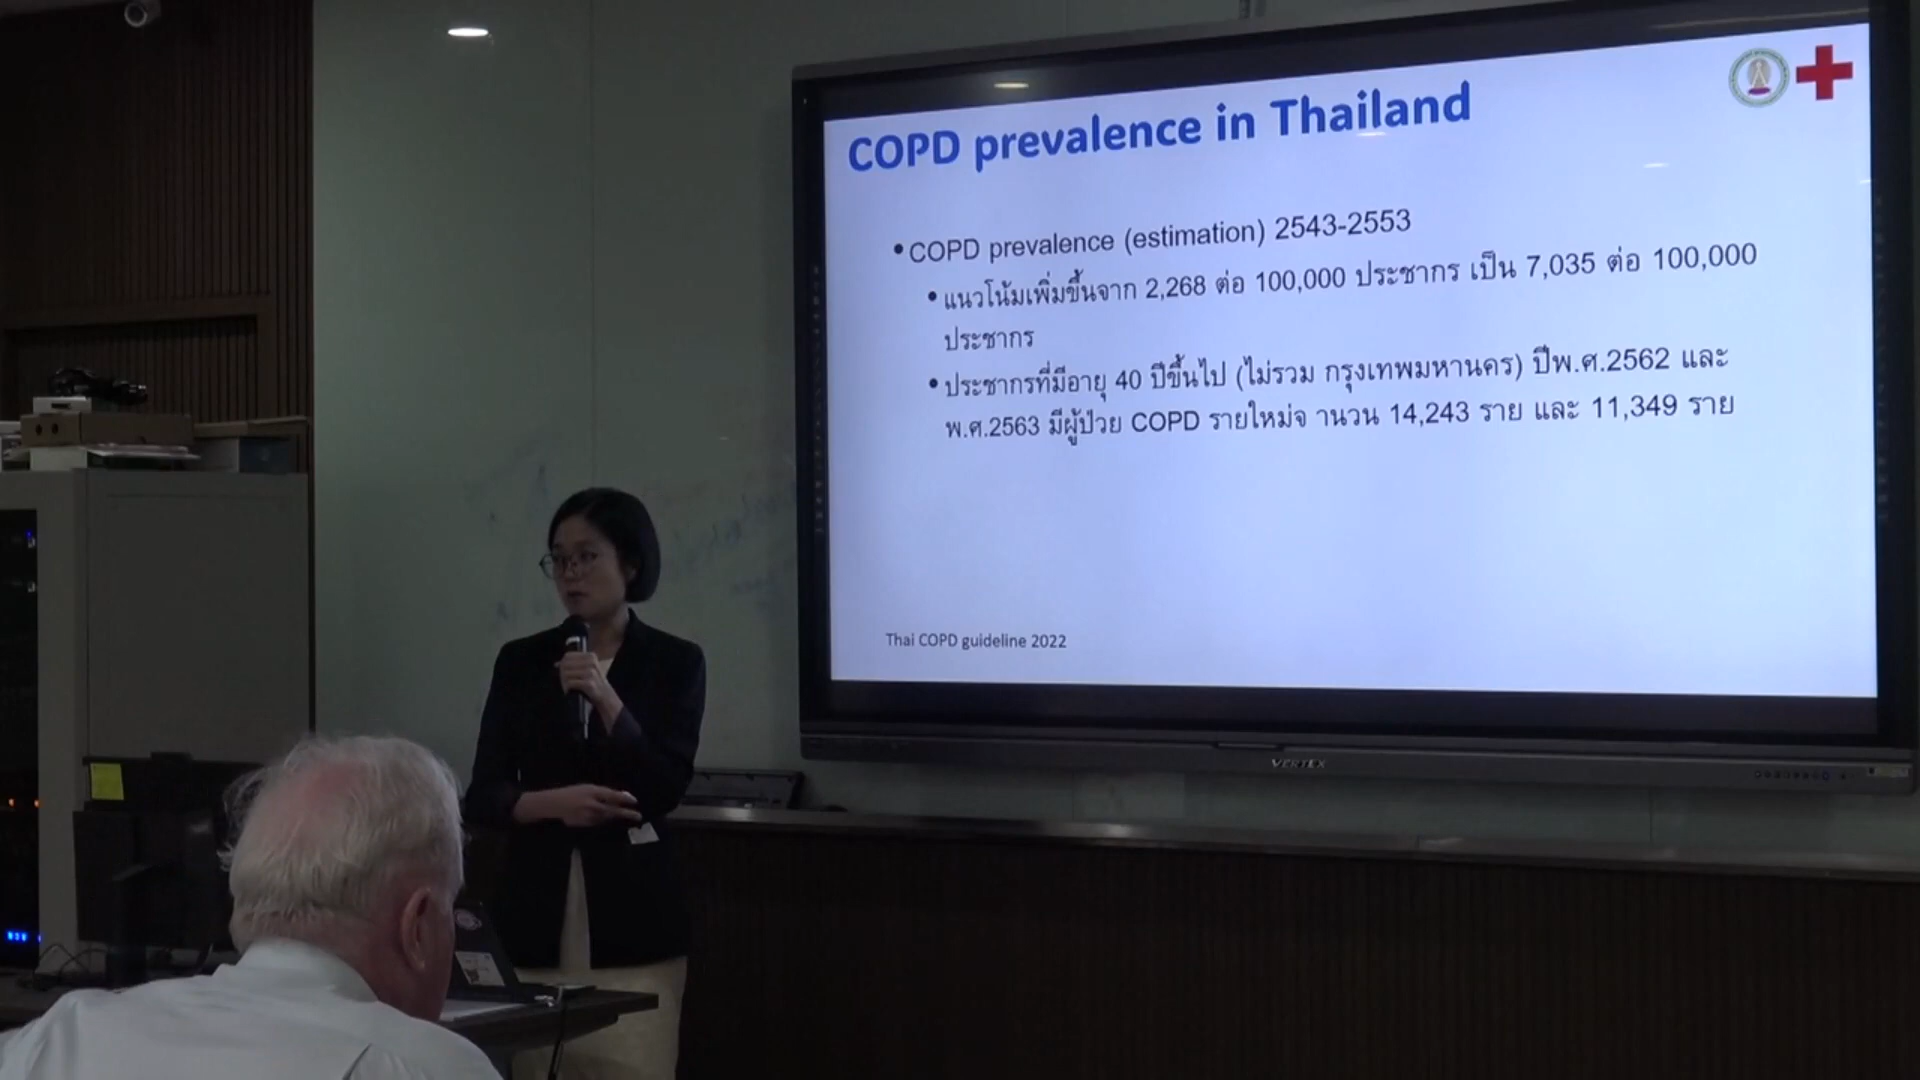 COPD prevalence in Thailand
•COPD prevalence (estimation) 2543-2553
•แนวโน้มเพิ่มขึ้นจาก 2,268 ต่อ 100,000 ประชากร เป็น 7,035 ต่อ 100,000
ประชากร
•ประชากรที่มีอายุ 40 ปีขึ้นไป (ไม่รวม กรุงเทพมหานคร) ปีพ.ศ.2562 และ
พ.ศ.2563 มีผู้ป่วย COPD รายใหม่จ านวน 14,243 ราย และ 11,349 ราย
Thai COPD guideline 2022
VERTEX